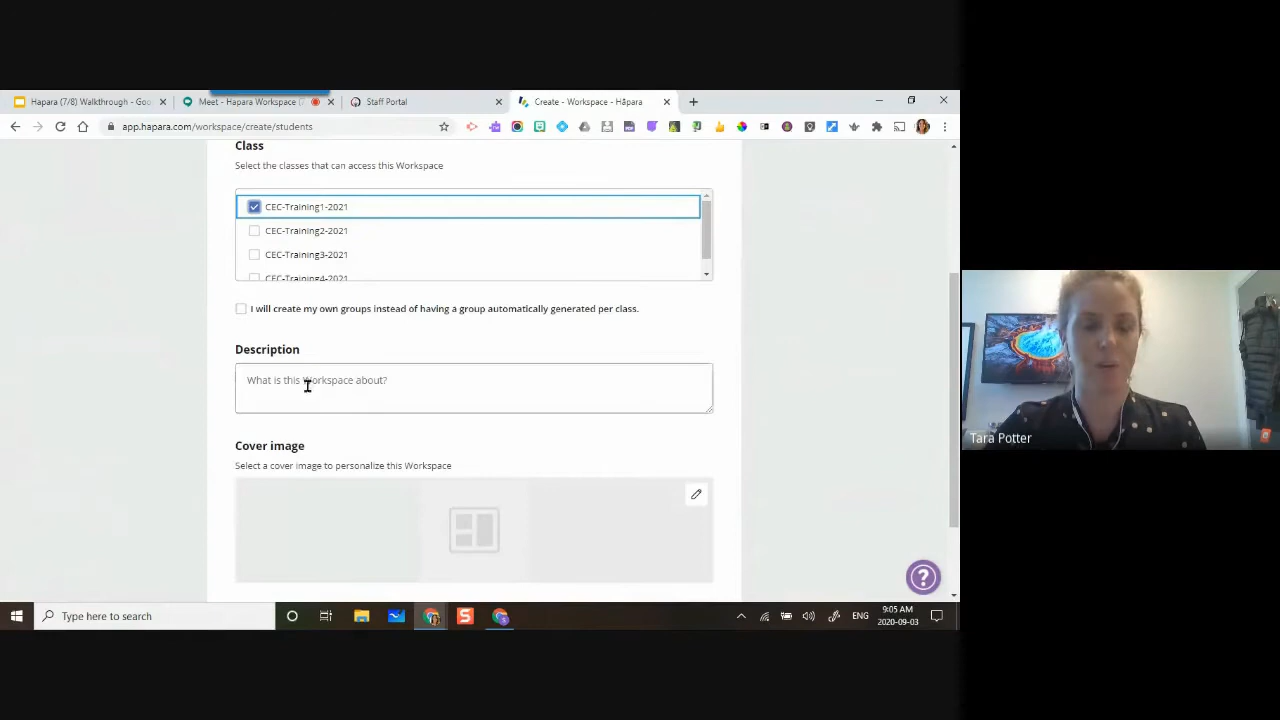 Hapara (7/8) Walkthrough - Goo
Meet - Hapara Workspace (7
Staff Portal
Create - Workspace - Hāpara
app.hapara.com/workspace/create/students
Class
Select the classes that can access this Workspace
CEC-Training1-2021
CEC-Training2-2021
CEC-Training3-2021
CEC-Training4-2021
I will create my own groups instead of having a group automatically generated per class.
Description
What is this Workspace about?
Cover image
Select a cover image to personalize this Workspace
Tara Potter
Type here to search
ENG
9:05 AM
2020-09-03